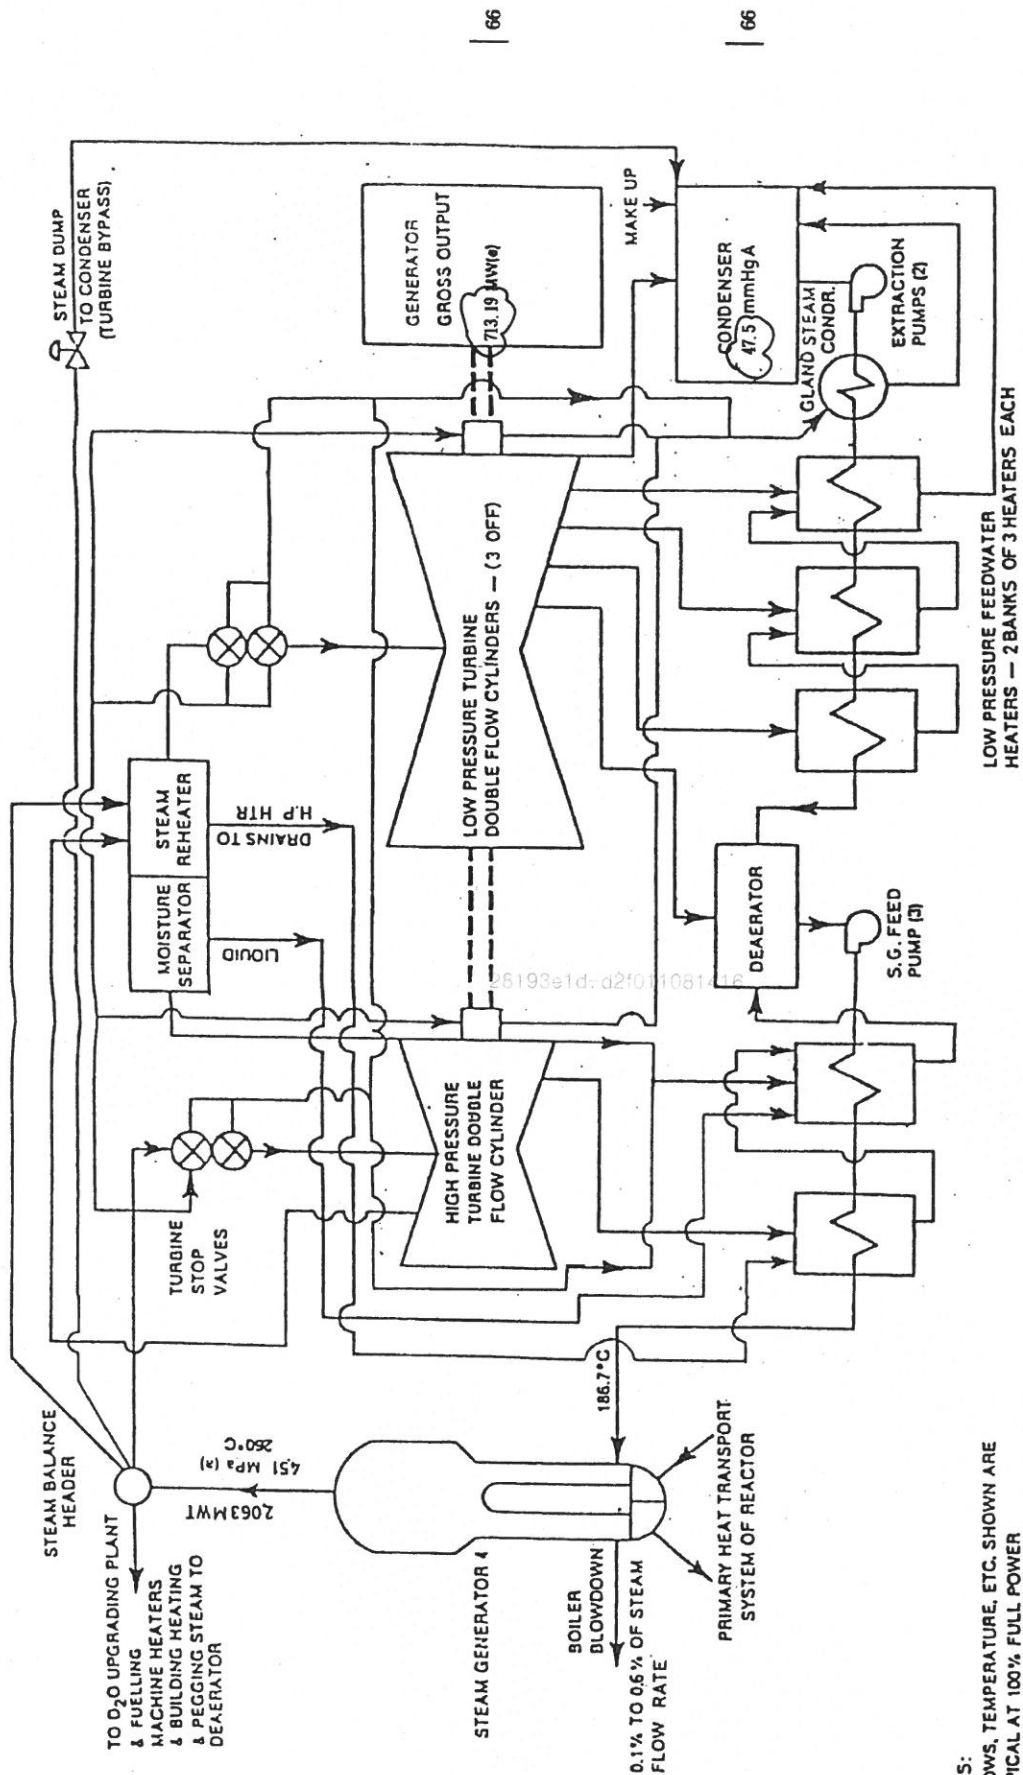 STEAM BALANCE
HEADER
TO D2O UPGRADING PLANT
& FUELLING
MACHINE HEATERS
& BUILDING HEATING
& PEGGING STEAM TO
DEAERATOR
2,063 MWT
4,51 MPa (a)
260°C
STEAM GENERATOR 4
BOILER
BLOWDOWN
0.1% TO 0.6% OF STEAM
FLOW RATE
PRIMARY HEAT TRANSPORT
SYSTEM OF REACTOR
186.7°C
TURBINE
STOP
VALVES
MOISTURE
SEPARATOR
STEAM
REHEATER
LIQUID
DRAINS TO
H.P HTR
HIGH PRESSURE
TURBINE DOUBLE
FLOW CYLINDER
LOW PRESSURE TURBINE
DOUBLE FLOW CYLINDERS — (3 OFF)
STEAM DUMP
TO CONDENSER
(TURBINE BYPASS)
GENERATOR
GROSS OUTPUT
713.19 MW(e)
MAKE UP
CONDENSER
47.5 mmHgA
GLAND STEAM
CONDR.
EXTRACTION
PUMPS (2)
DEAERATOR
S.G. FEED
PUMP (3)
LOW PRESSURE FEEDWATER
HEATERS — 2 BANKS OF 3 HEATERS EACH
66
66
S:
OWS, TEMPERATURE, ETC. SHOWN ARE
PICAL AT 100% FULL POWER